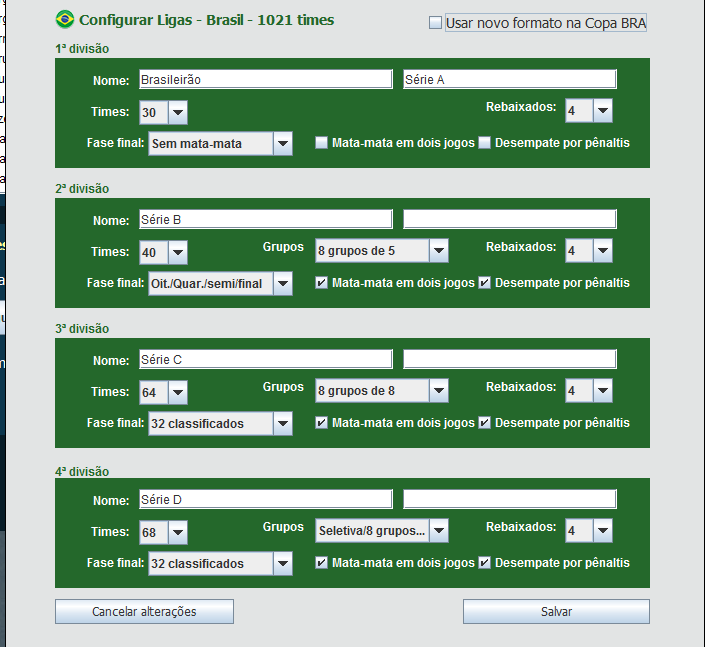 Configurar Ligas - Brasil - 1021 times
Usar novo formato na Copa BRA
1ª divisão
Nome: Brasileirão Série A
Times: 30 Rebaixados: 4
Fase final: Sem mata-mata Mata-mata em dois jogos Desempate por pênaltis
2ª divisão
Nome: Série B
Times: 40 Grupos 8 grupos de 5 Rebaixados: 4
Fase final: Oit./Quar./semi/final Mata-mata em dois jogos Desempate por pênaltis
3ª divisão
Nome: Série C
Times: 64 Grupos 8 grupos de 8 Rebaixados: 4
Fase final: 32 classificados Mata-mata em dois jogos Desempate por pênaltis
4ª divisão
Nome: Série D
Times: 68 Grupos Seletiva/8 grupos... Rebaixados: 4
Fase final: 32 classificados Mata-mata em dois jogos Desempate por pênaltis
Cancelar alterações Salvar